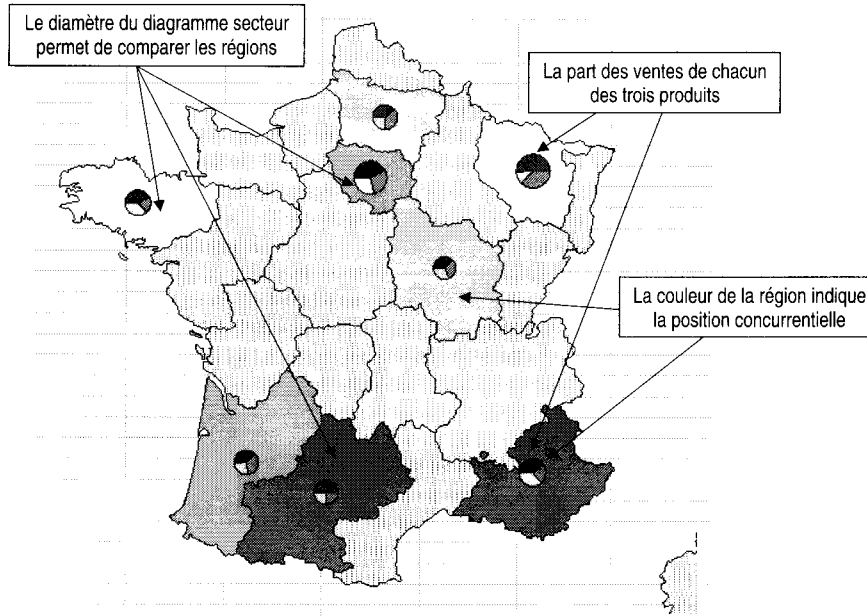 Le diamètre du diagramme secteur
permet de comparer les régions
La part des ventes de chacun
des trois produits
La couleur de la région indique
la position concurrentielle